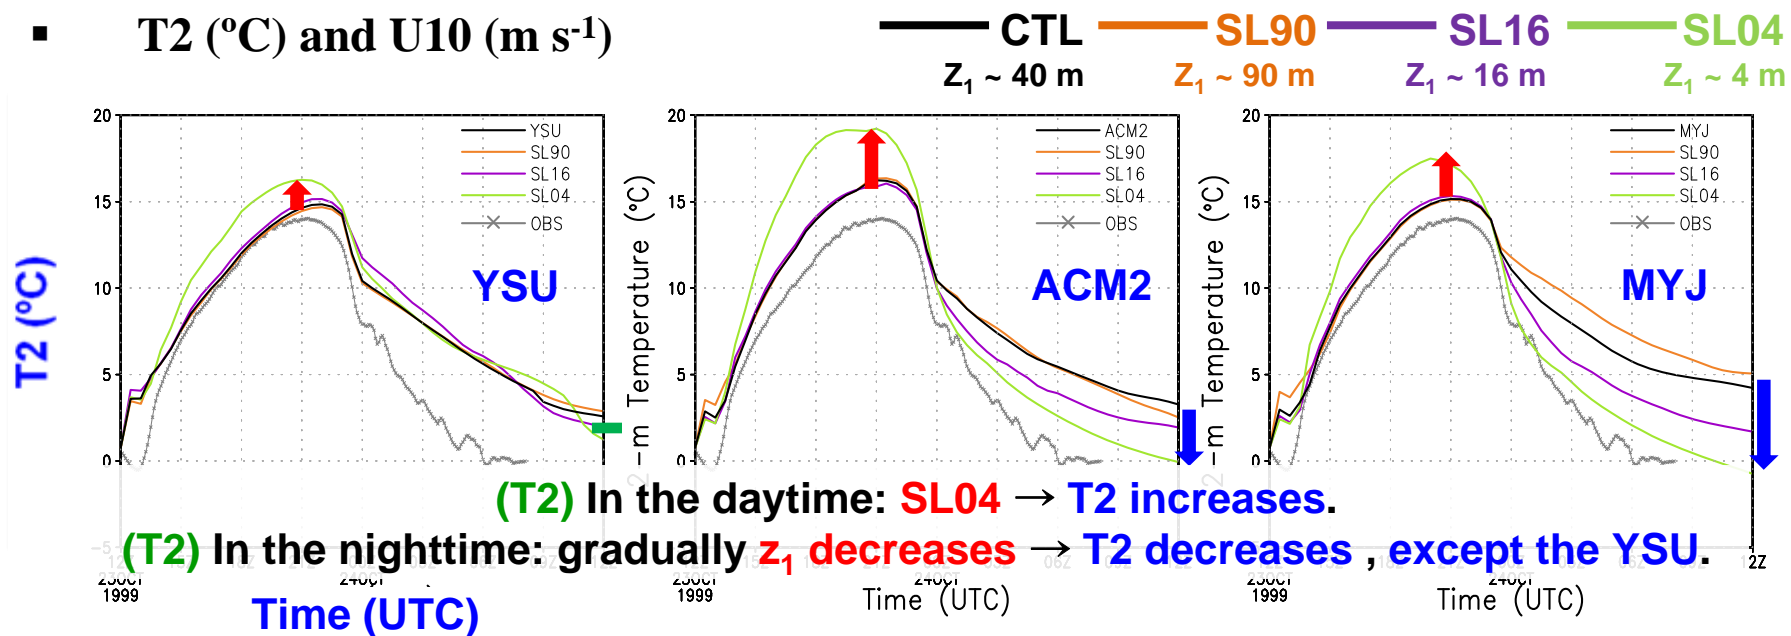 ▪ T2 (ºC) and U10 (m s-1)
CTL SL90 SL16 SL04
Z1 ~ 40 m Z1 ~ 90 m Z1 ~ 16 m Z1 ~ 4 m
T2 (ºC)
20
15
10
5
0
-5
YSU
SL90
SL16
SL04
OBS
YSU
2-m Temperature (°C)
20
15
10
5
0
ACM2
SL90
SL16
SL04
OBS
ACM2
2-m Temperature (°C)
20
15
10
5
0
MYJ
SL90
SL16
SL04
OBS
MYJ
(T2) In the daytime: SL04 → T2 increases.
(T2) In the nighttime: gradually z1 decreases → T2 decreases , except the YSU.
12Z
1999 1999 1999
Time (UTC)
Time (UTC)
Time (UTC)